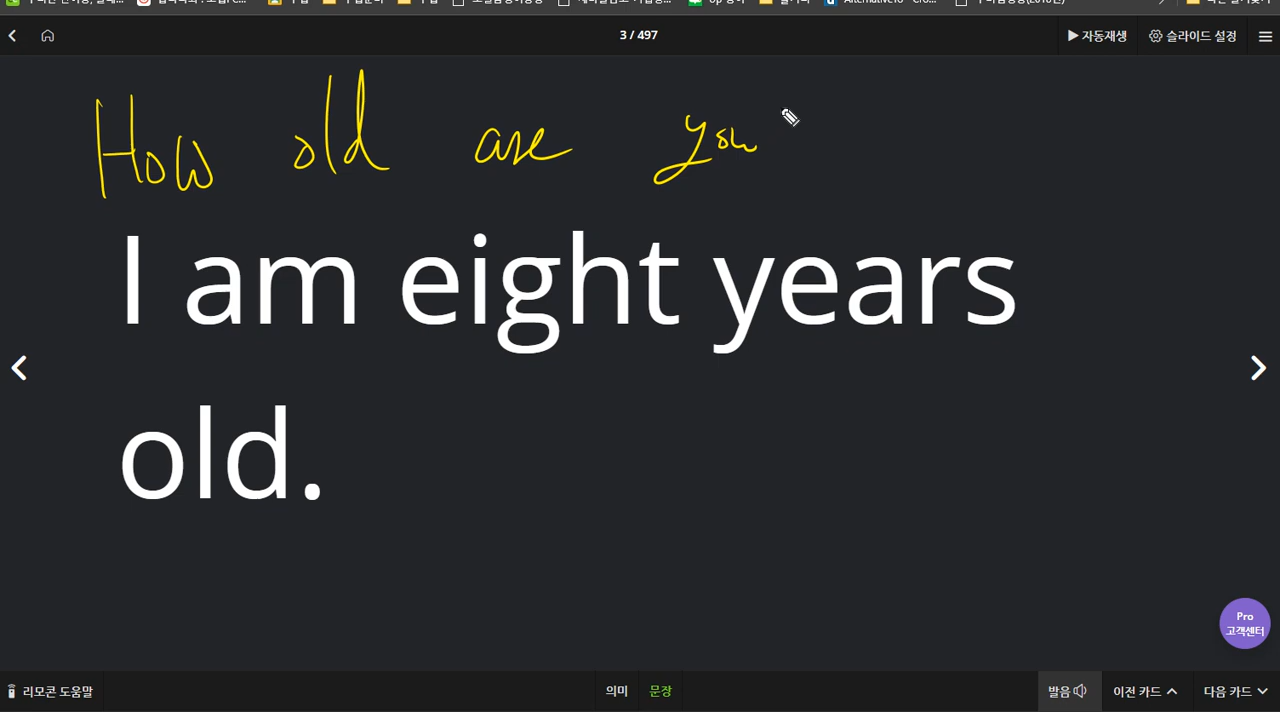 3 / 497
자동재생
슬라이드 설정
How old are you
I am eight years
old.
Pro
고객센터
리모콘 도움말
의미
문장
발음
이전 카드
다음 카드